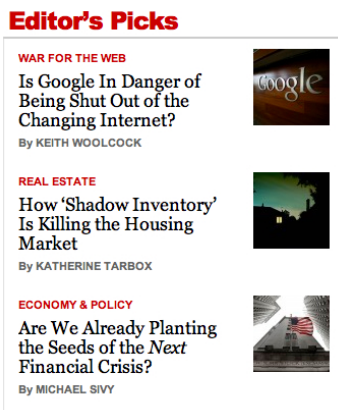 Editor's Picks
WAR FOR THE WEB
Is Google In Danger of
Being Shut Out of the
Changing Internet?
Google
By KEITH WOOLCOCK
REAL ESTATE
How ‘Shadow Inventory’
Is Killing the Housing
Market
By KATHERINE TARBOX
ECONOMY & POLICY
Are We Already Planting
the Seeds of the Next
Financial Crisis?
By MICHAEL SIVY